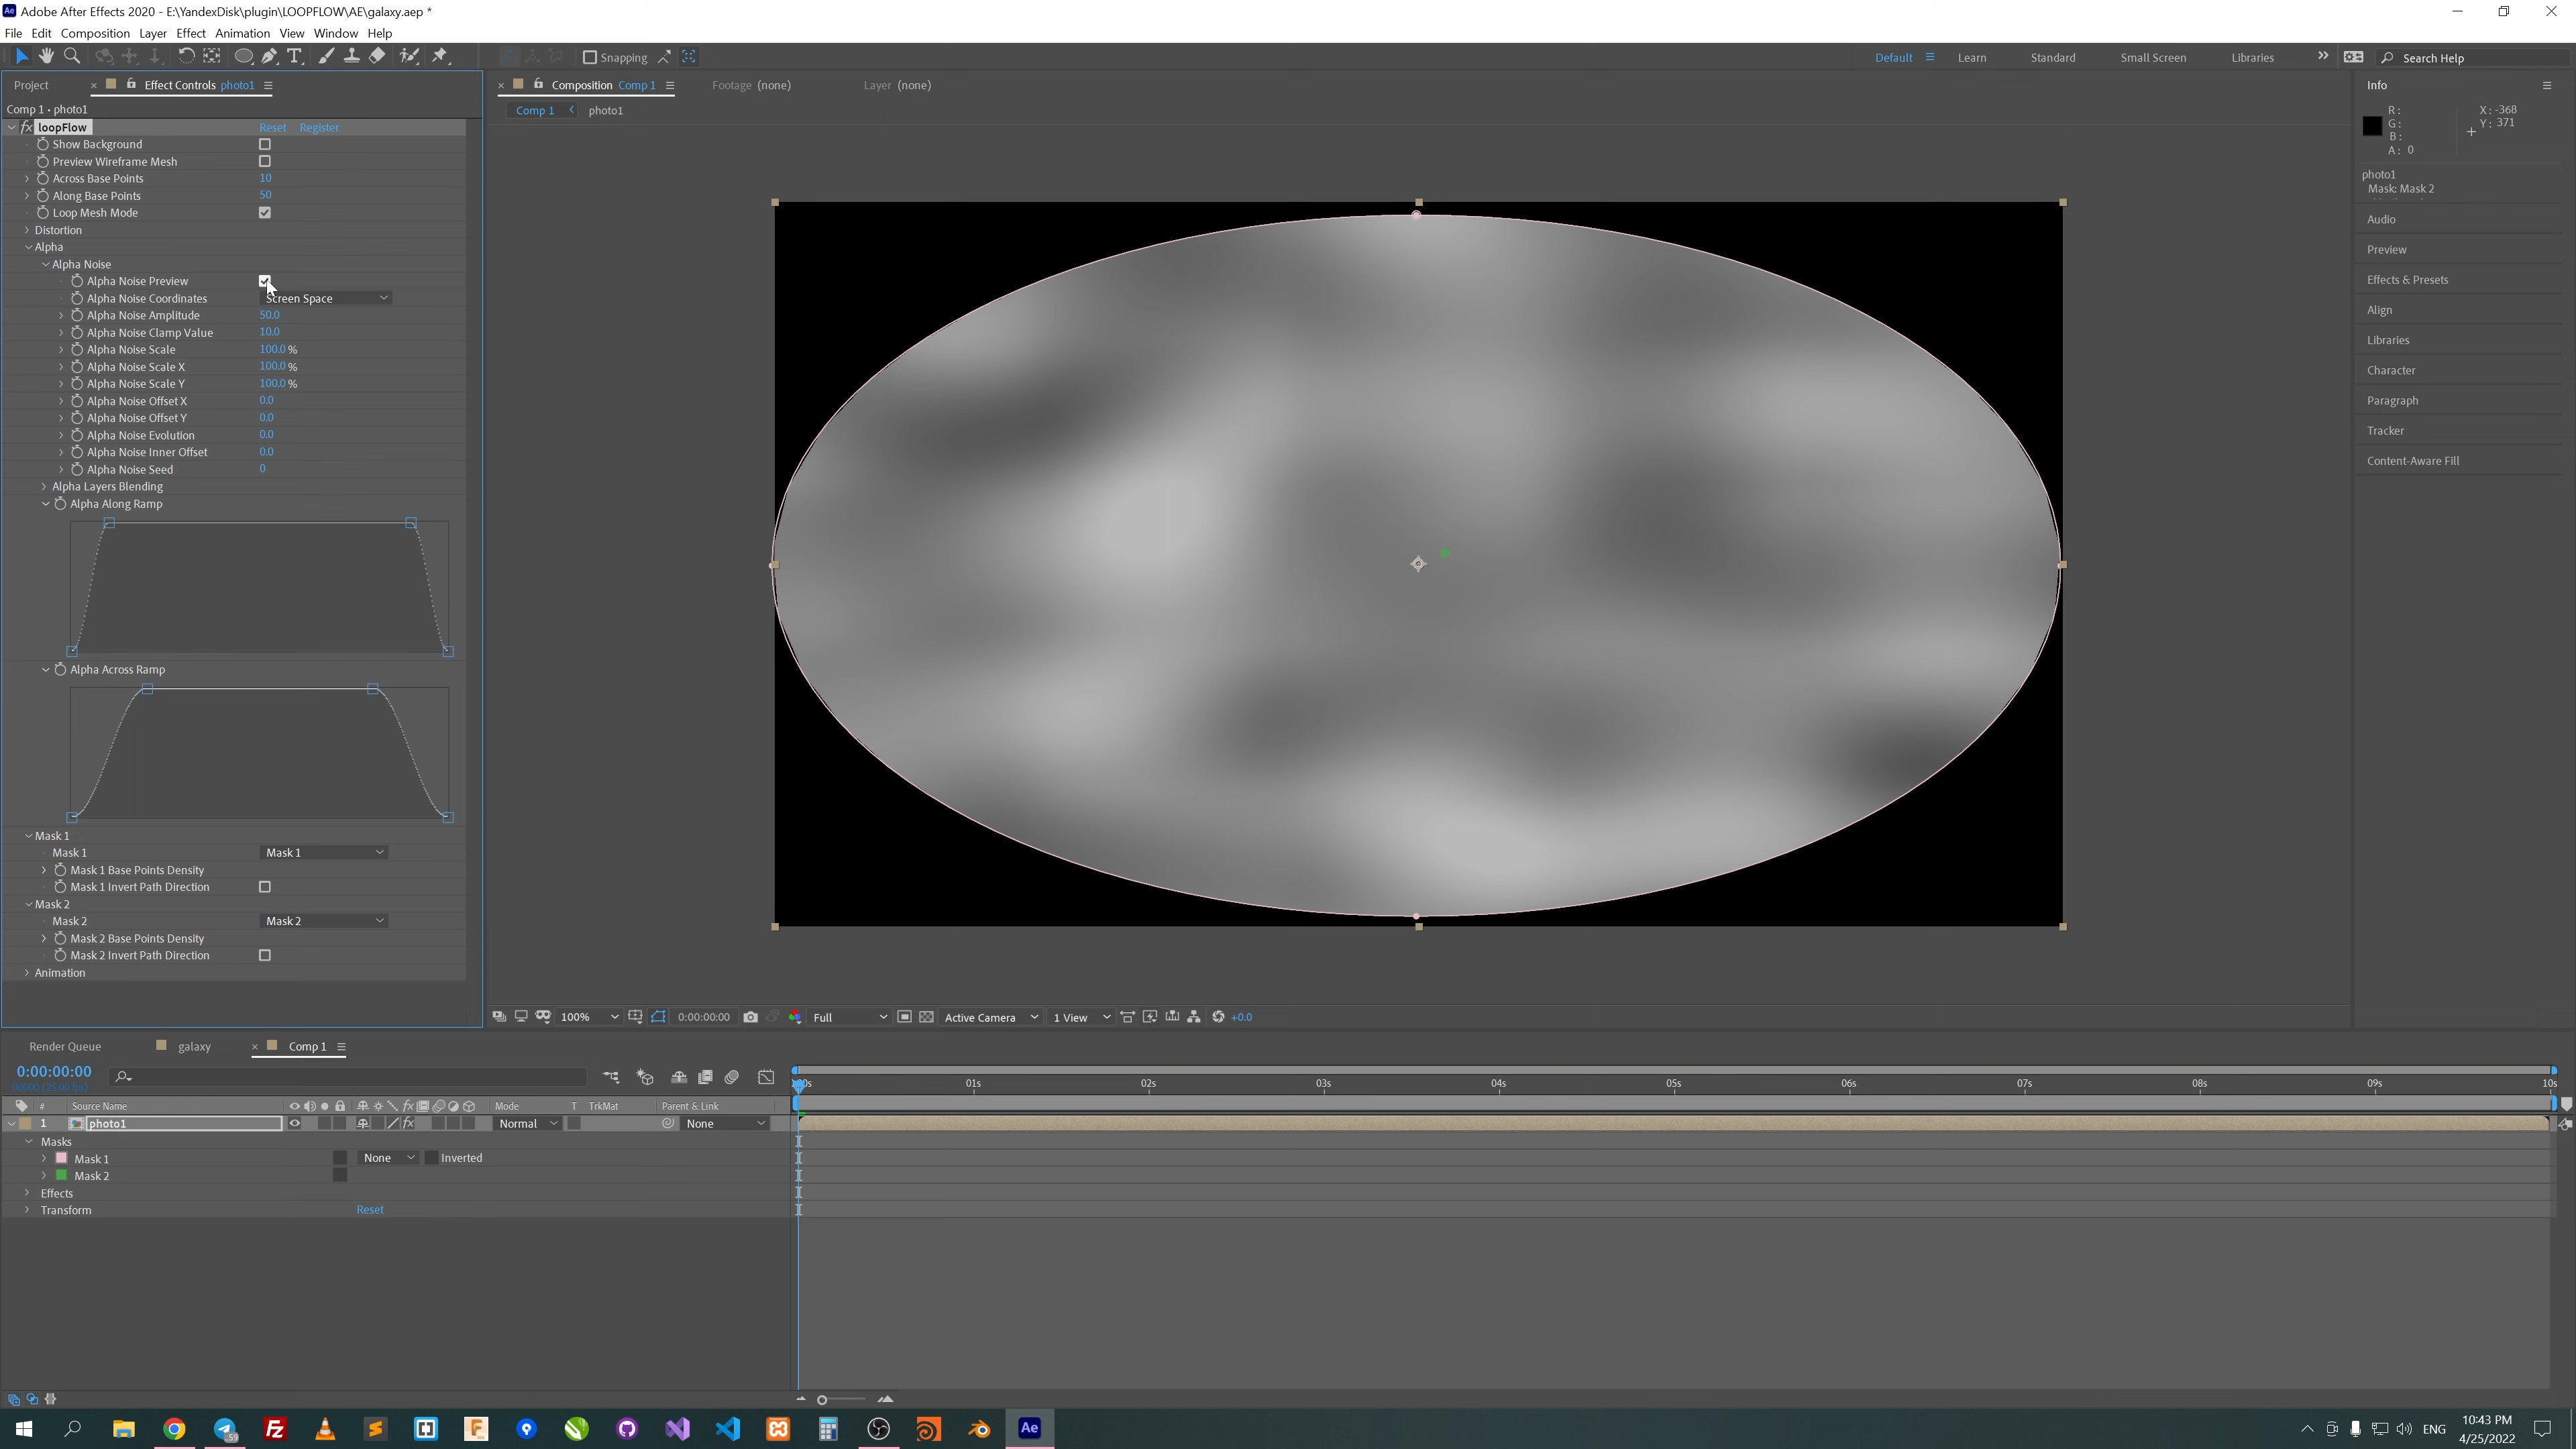 Adobe After Effects 2020 - E:\YandexDisk\plugin\LOOPFLOW\AE\galaxy.aep *
File Edit Composition Layer Effect Animation View Window Help
Snapping
Default Learn Standard Small Screen Libraries Search Help
Project Effect Controls photo1
Composition Comp 1 Footage (none) Layer (none)
Info
Comp 1 • photo1
Comp 1 photo1
R:
G:
B:
A: 0
X: -368
Y: 371
photo1
Mask: Mask 2
Audio
Preview
Effects & Presets
Align
Libraries
Character
Paragraph
Tracker
Content-Aware Fill
fx loopFlow Reset Register
Show Background
Preview Wireframe Mesh
Across Base Points 10
Along Base Points 50
Loop Mesh Mode
Distortion
Alpha
Alpha Noise
Alpha Noise Preview
Alpha Noise Coordinates Screen Space
Alpha Noise Amplitude 50.0
Alpha Noise Clamp Value 10.0
Alpha Noise Scale 100.0 %
Alpha Noise Scale X 100.0 %
Alpha Noise Scale Y 100.0 %
Alpha Noise Offset X 0.0
Alpha Noise Offset Y 0.0
Alpha Noise Evolution 0.0
Alpha Noise Inner Offset 0.0
Alpha Noise Seed 0
Alpha Layers Blending
Alpha Along Ramp
Alpha Across Ramp
Mask 1
Mask 1 Mask 1
Mask 1 Base Points Density
Mask 1 Invert Path Direction
Mask 2
Mask 2 Mask 2
Mask 2 Base Points Density
Mask 2 Invert Path Direction
Animation
100% 0:00:00:00 Full Active Camera 1 View +0.0
Render Queue galaxy Comp 1
0:00:00:00
00000 (25.00 fps)
01s 02s 03s 04s 05s 06s 07s 08s 09s 10s
# Source Name fx Mode T TrkMat Parent & Link
1 photo1 fx Normal None
Masks
Mask 1 None Inverted
Mask 2
Effects
Transform Reset
59
Ae
ENG
10:43 PM
4/25/2022